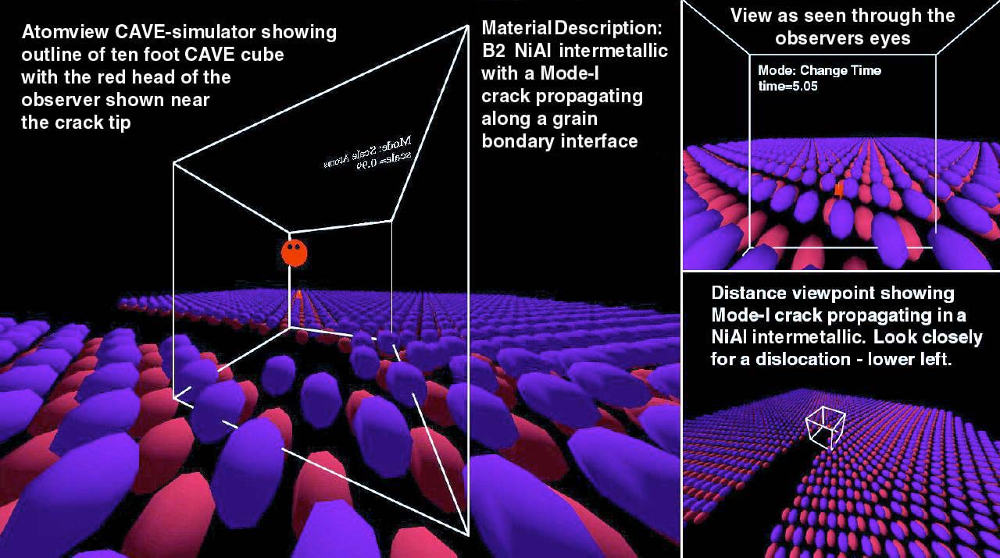 Atomview CAVE-simulator showing
outline of ten foot CAVE cube
with the red head of the
observer shown near
the crack tip
Mode: Scale Atoms
scale= 0.99
Material Description:
B2 NiAl intermetallic
with a Mode-I
crack propagating
along a grain
bondary interface
View as seen through the
observers eyes
Mode: Change Time
time=5.05
Distance viewpoint showing
Mode-I crack propagating in a
NiAl intermetallic. Look closely
for a dislocation - lower left.